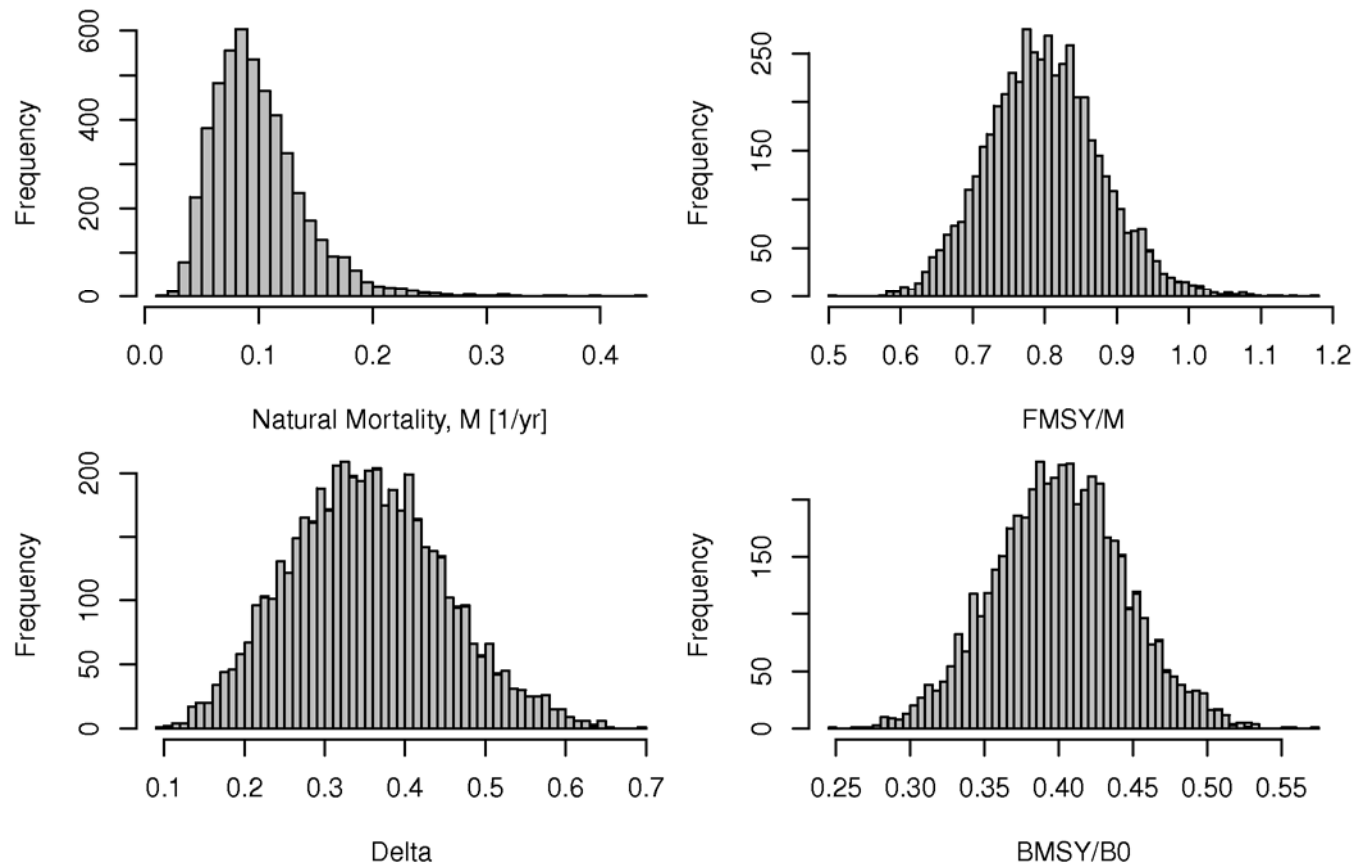 Frequency
0 200 400 600
0.0 0.1 0.2 0.3 0.4
Natural Mortality, M [1/yr]
Frequency
0 50 150 250
0.5 0.6 0.7 0.8 0.9 1.0 1.1 1.2
FMSY/M
Frequency
0 50 100 200
0.1 0.2 0.3 0.4 0.5 0.6 0.7
Delta
Frequency
0 50 150
0.25 0.30 0.35 0.40 0.45 0.50 0.55
BMSY/B0